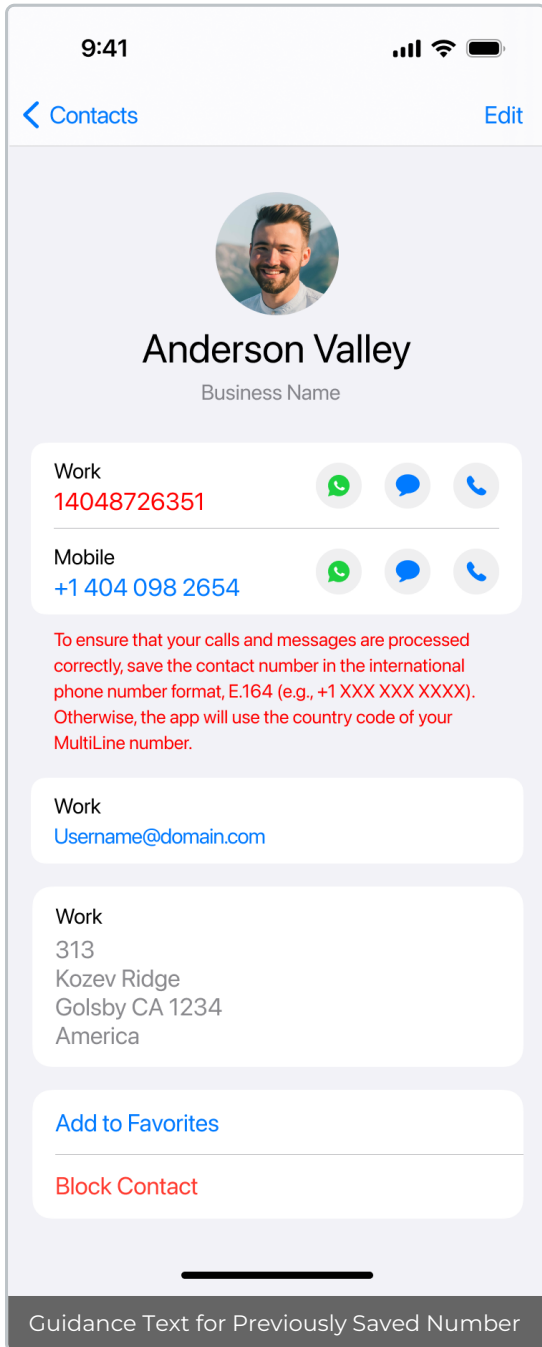 9:41
Contacts
Edit
Anderson Valley
Business Name
Work
14048726351
Mobile
+1 404 098 2654
To ensure that your calls and messages are processed
correctly, save the contact number in the international
phone number format, E.164 (e.g., +1 XXX XXX XXXX).
Otherwise, the app will use the country code of your
MultiLine number.
Work
Username@domain.com
Work
313
Kozev Ridge
Golsby CA 1234
America
Add to Favorites
Block Contact
Guidance Text for Previously Saved Number